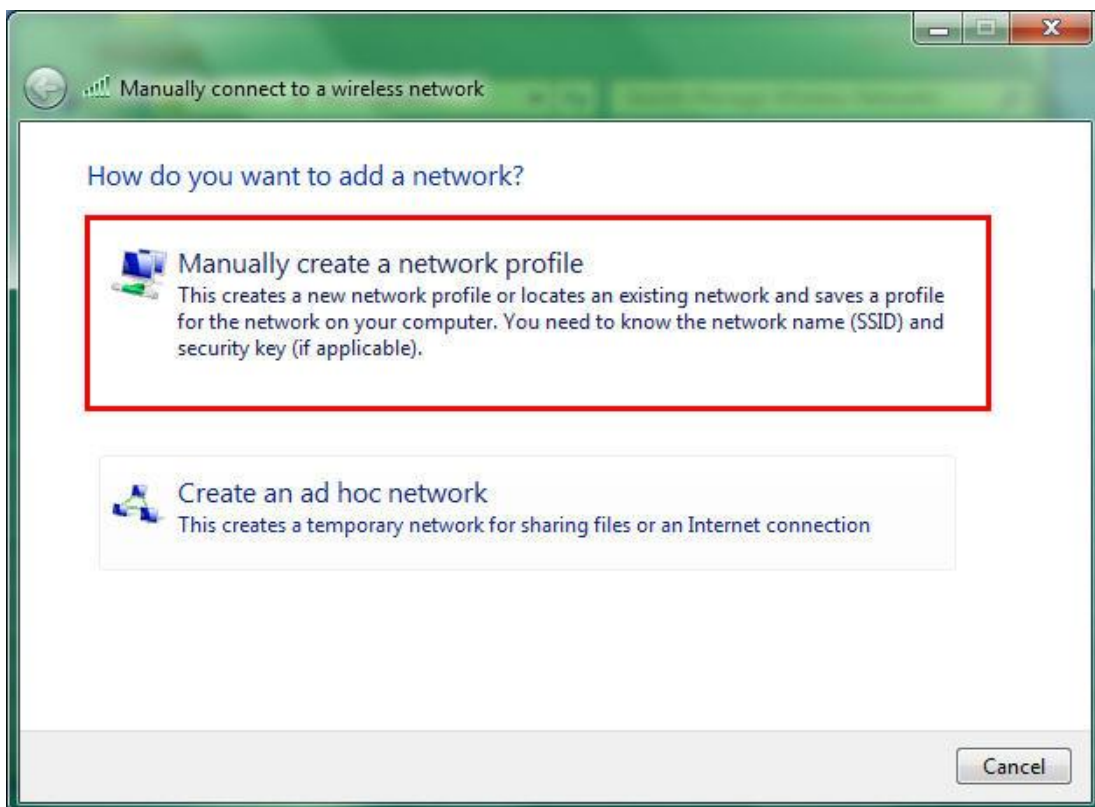 Manually connect to a wireless network
How do you want to add a network?
Manually create a network profile
This creates a new network profile or locates an existing network and saves a profile
for the network on your computer. You need to know the network name (SSID) and
security key (if applicable).
Create an ad hoc network
This creates a temporary network for sharing files or an Internet connection
Cancel